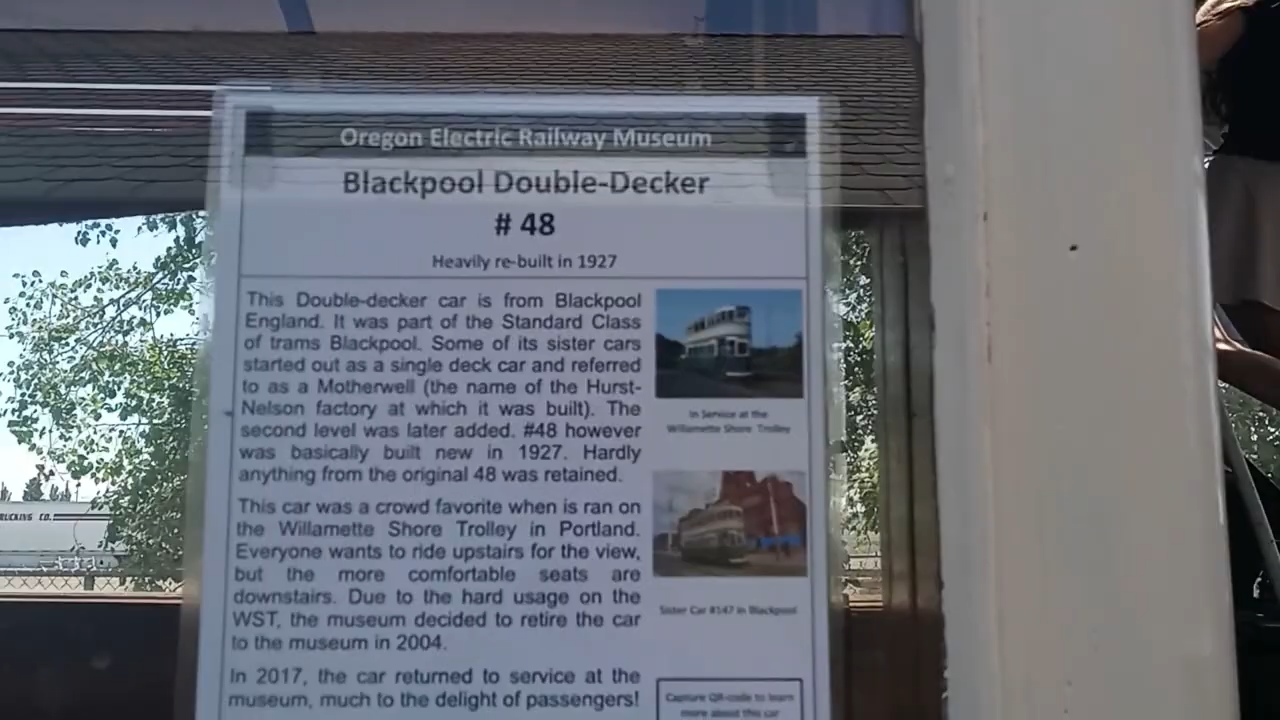 Oregon Electric Railway Museum
Blackpool Double-Decker
# 48
Heavily re-built in 1927
This Double-decker car is from Blackpool
England. It was part of the Standard Class
of trams Blackpool. Some of its sister cars
started out as a single deck car and referred
to as a Motherwell (the name of the Hurst-
Nelson factory at which it was built). The
second level was later added. #48 however
was basically built new in 1927. Hardly
anything from the original 48 was retained.
In Service at the
Willamette Shore Trolley
This car was a crowd favorite when is ran on
the Willamette Shore Trolley in Portland.
Everyone wants to ride upstairs for the view,
but the more comfortable seats are
downstairs. Due to the hard usage on the
WST, the museum decided to retire the car
to the museum in 2004.
Sister Car #147 in Blackpool
In 2017, the car returned to service at the
museum, much to the delight of passengers!
Capture QR-code to learn
more about this car
RUCKING CO.